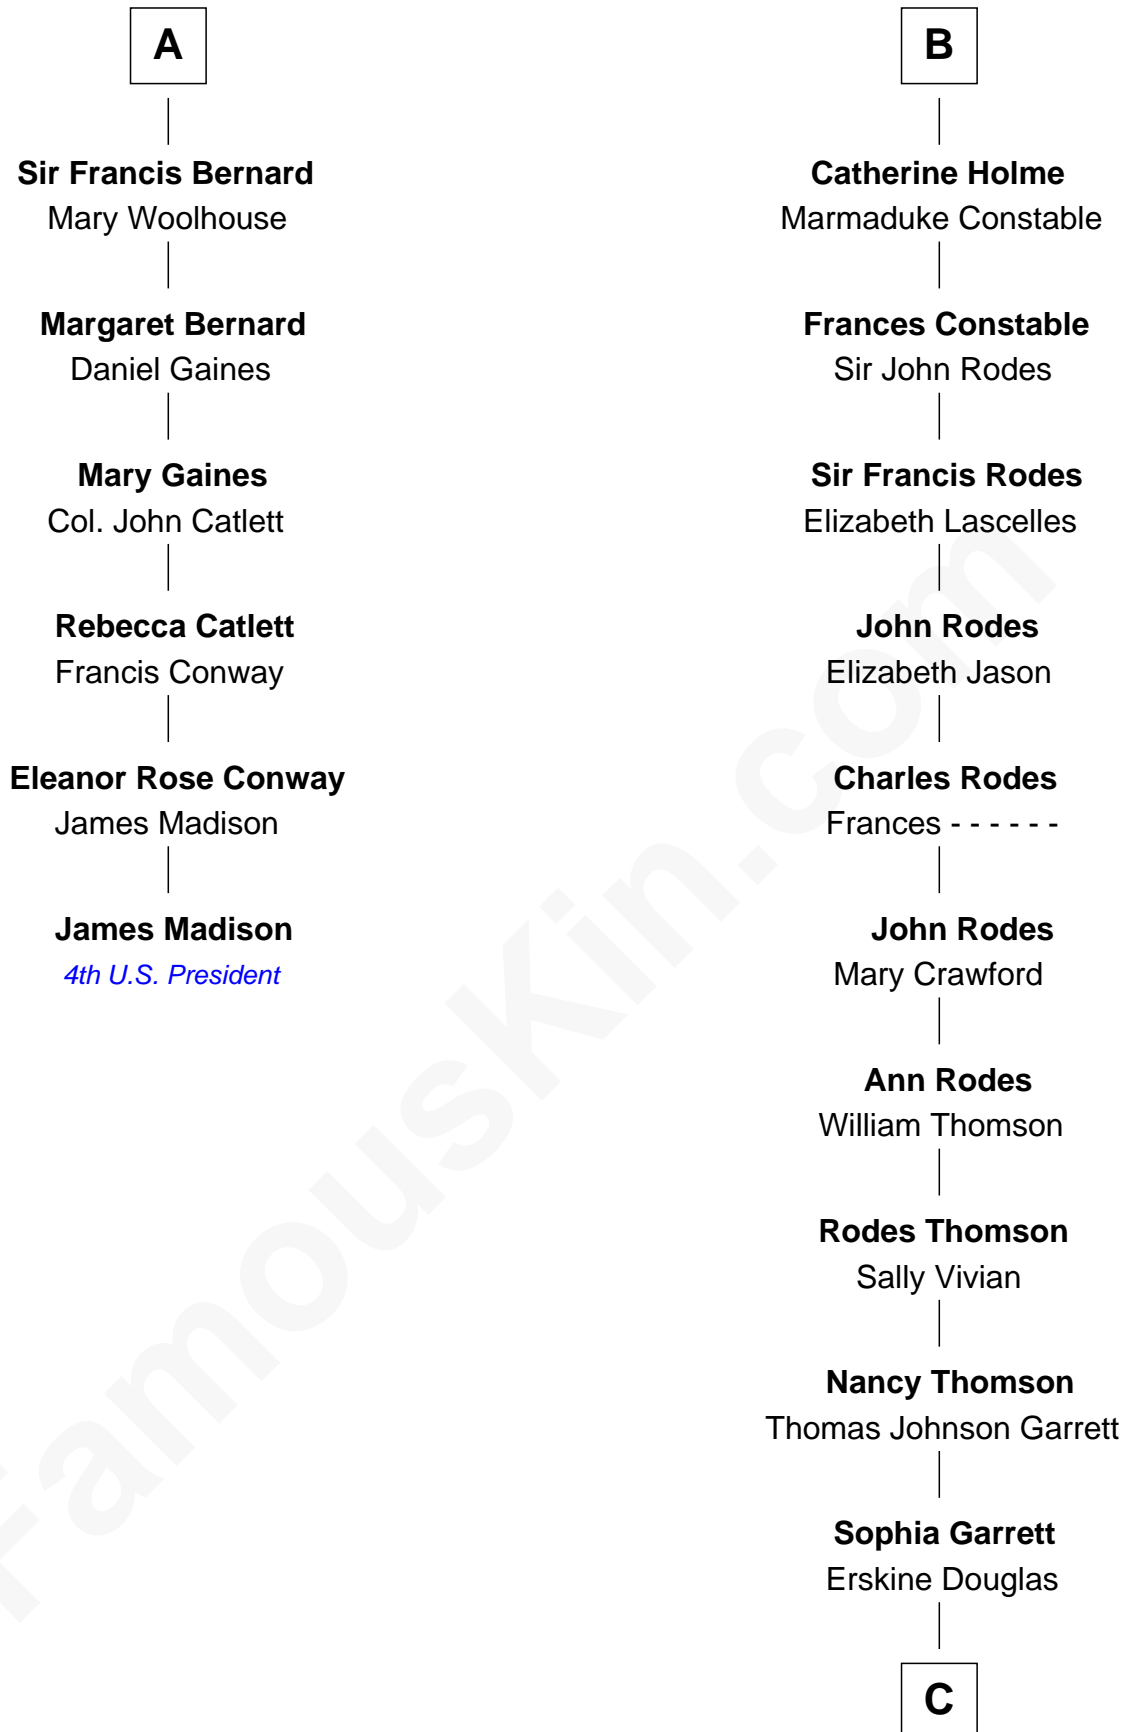 A
Sir Francis Bernard
Mary Woolhouse
Margaret Bernard
Daniel Gaines
Mary Gaines
Col. John Catlett
Rebecca Catlett
Francis Conway
Eleanor Rose Conway
James Madison
James Madison
4th U.S. President
B
Catherine Holme
Marmaduke Constable
Frances Constable
Sir John Rodes
Sir Francis Rodes
Elizabeth Lascelles
John Rodes
Elizabeth Jason
Charles Rodes
Frances - - - - - -
John Rodes
Mary Crawford
Ann Rodes
William Thomson
Rodes Thomson
Sally Vivian
Nancy Thomson
Thomas Johnson Garrett
Sophia Garrett
Erskine Douglas
C
FamousKin.com